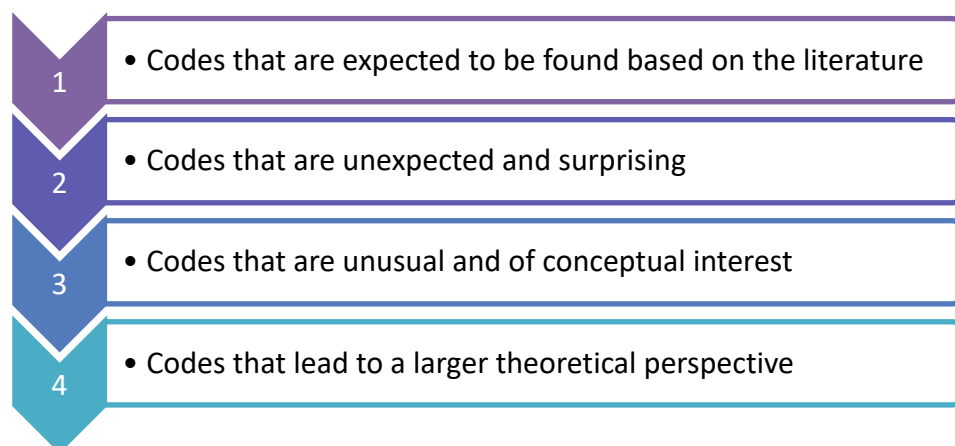 1
• Codes that are expected to be found based on the literature
2
• Codes that are unexpected and surprising
3
• Codes that are unusual and of conceptual interest
4
• Codes that lead to a larger theoretical perspective